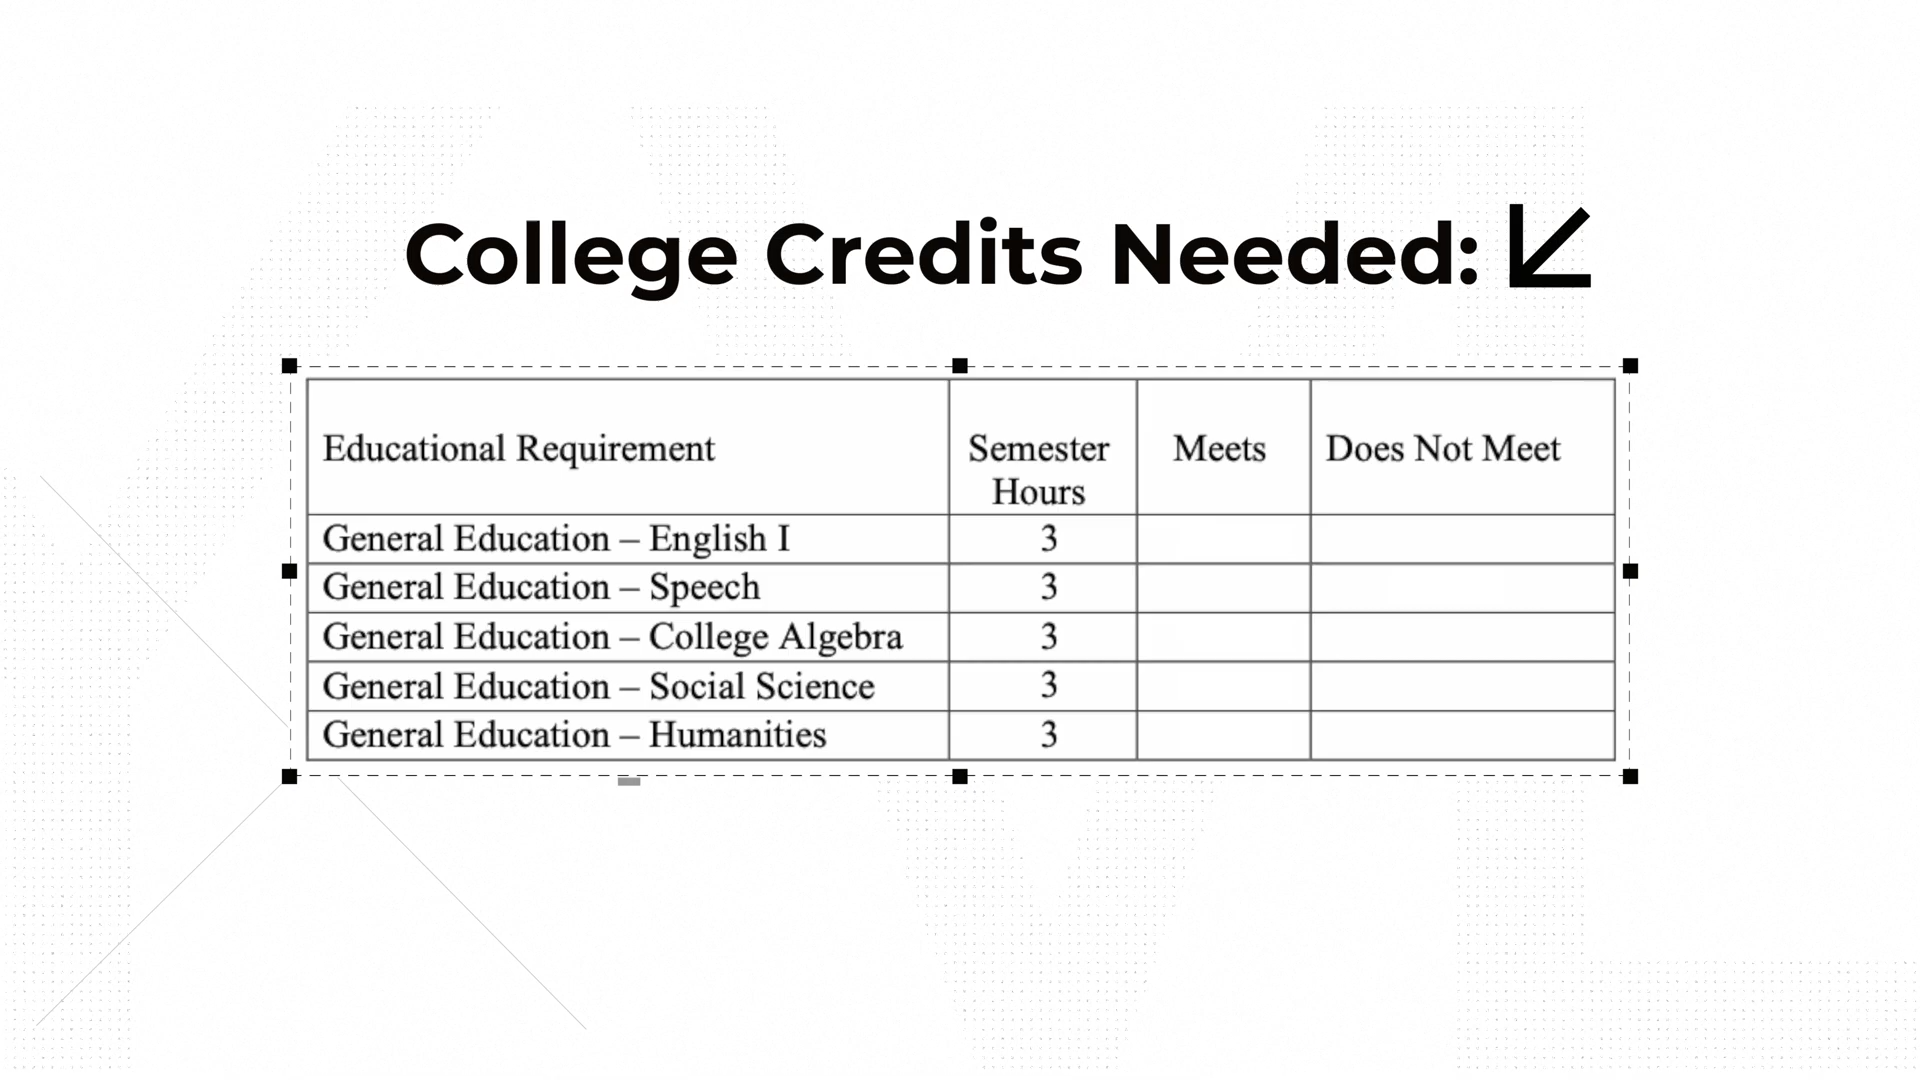 College Credits Needed:
Educational Requirement Semester Hours Meets Does Not Meet
General Education – English I 3
General Education – Speech 3
General Education – College Algebra 3
General Education – Social Science 3
General Education – Humanities 3